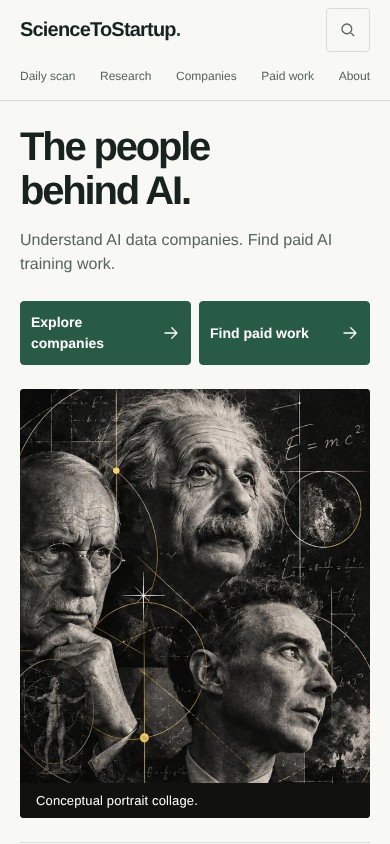 ScienceToStartup.
Daily scan Research Companies Paid work About
The people
behind AI.
Understand AI data companies. Find paid AI
training work.
Explore
companies
Find paid work
E = mc²
Conceptual portrait collage.